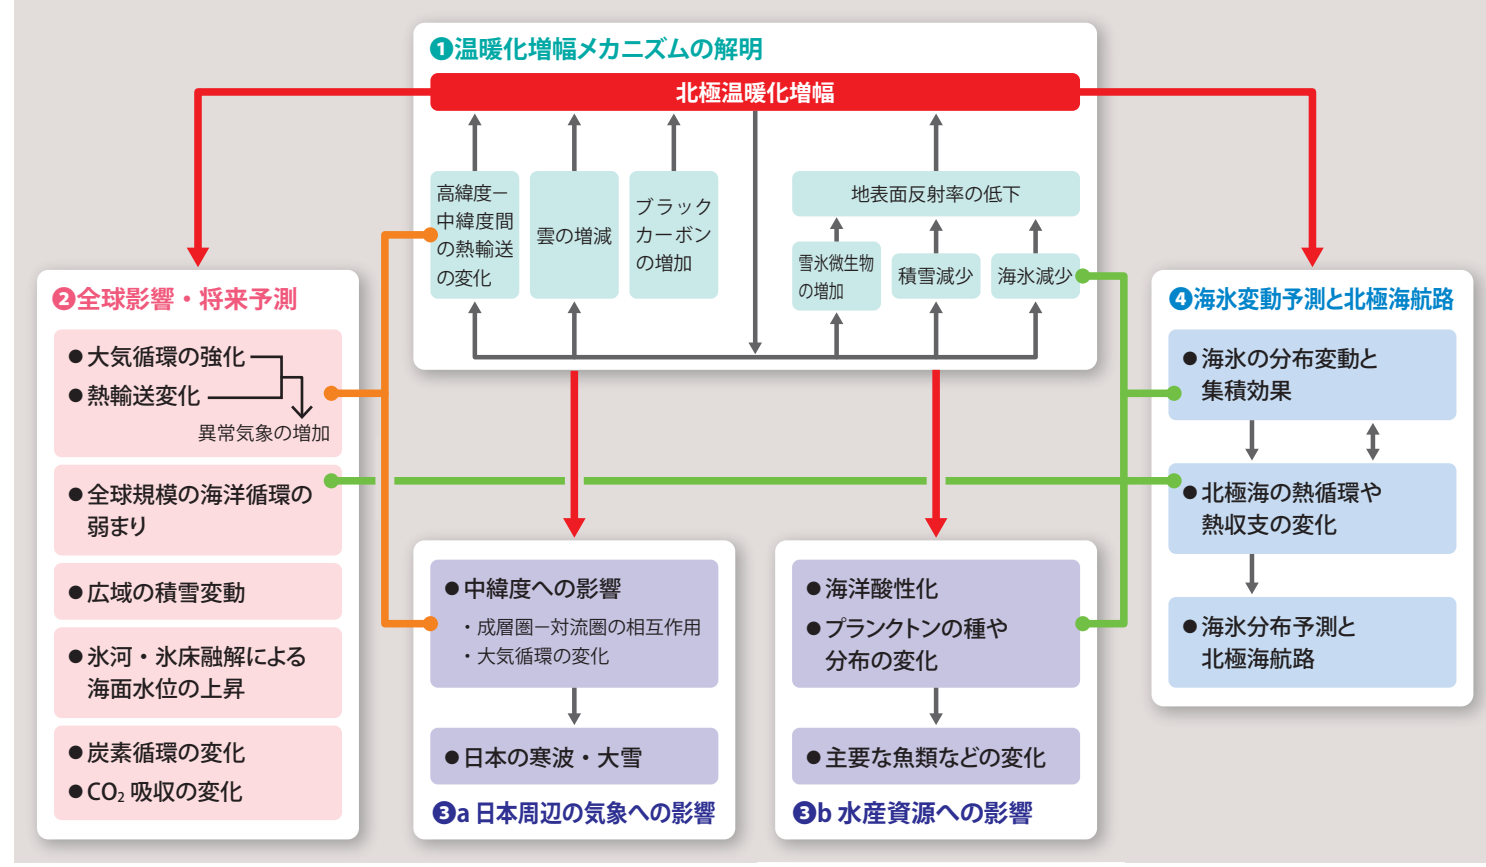 ❶温暖化増幅メカニズムの解明
北極温暖化増幅
高緯度ー
中緯度間
の熱輸送
の変化
雲の増減
ブラック
カーボン
の増加
地表面反射率の低下
雪氷微生物
の増加
積雪減少
海氷減少
❷全球影響・将来予測
●大気循環の強化
●熱輸送変化
異常気象の増加
●全球規模の海洋循環の
弱まり
●広域の積雪変動
●氷河・氷床融解による
海面水位の上昇
●炭素循環の変化
●CO₂ 吸収の変化
●中緯度への影響
・成層圏ー対流圏の相互作用
・大気循環の変化
●日本の寒波・大雪
❸a 日本周辺の気象への影響
●海洋酸性化
●プランクトンの種や
分布の変化
●主要な魚類などの変化
❸b 水産資源への影響
❹海氷変動予測と北極海航路
●海氷の分布変動と
集積効果
●北極海の熱循環や
熱収支の変化
●海氷分布予測と
北極海航路